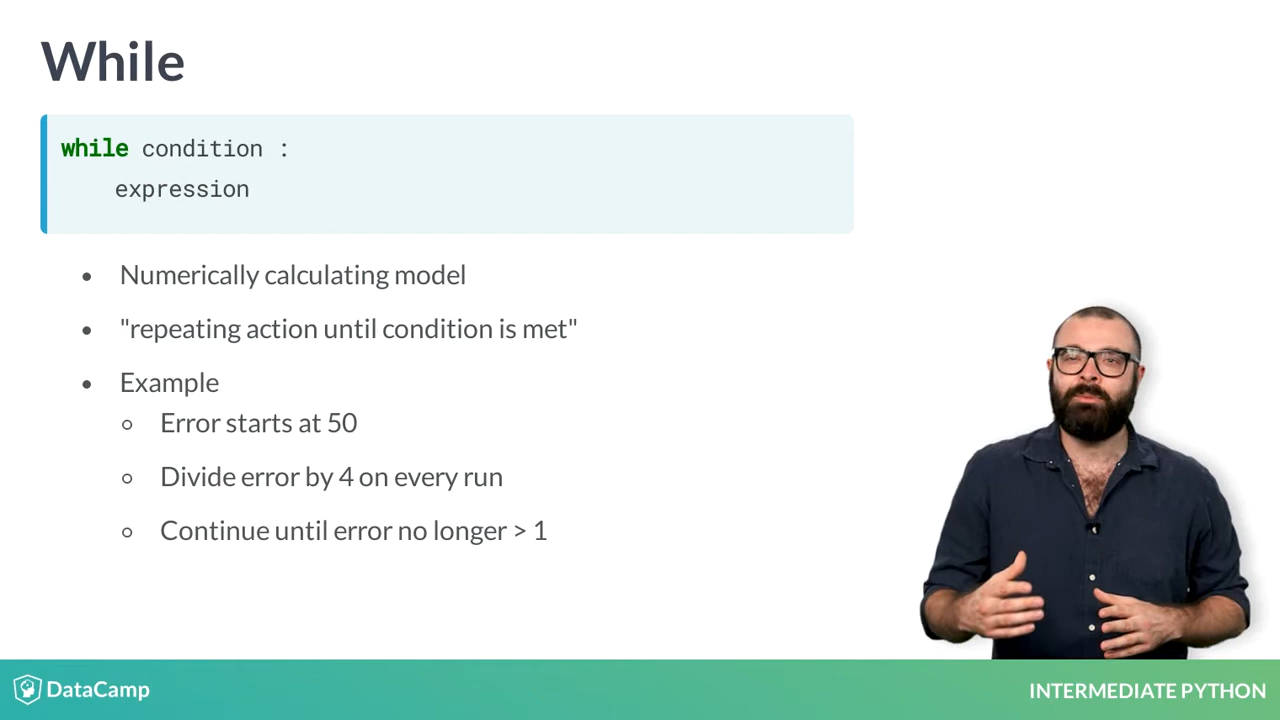 While
while condition :
expression
• Numerically calculating model
• "repeating action until condition is met"
• Example
◦ Error starts at 50
◦ Divide error by 4 on every run
◦ Continue until error no longer > 1
DataCamp
INTERMEDIATE PYTHON